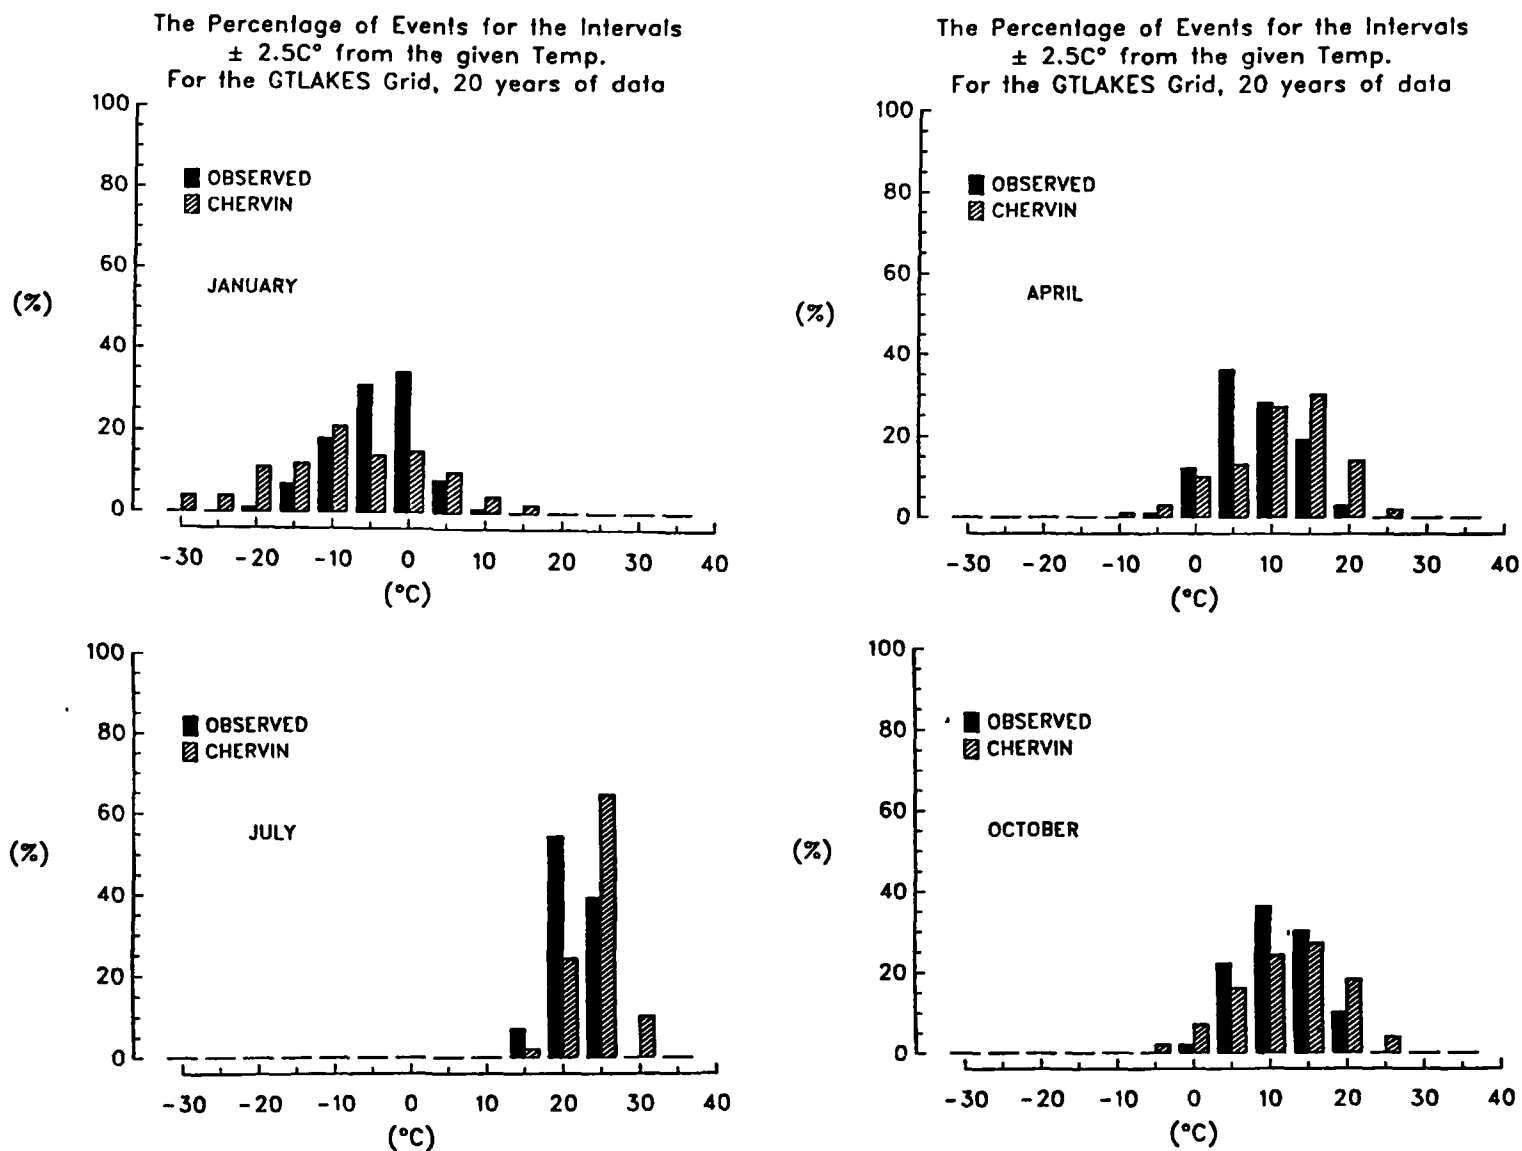 The Percentage of Events for the Intervals
± 2.5C° from the given Temp.
For the GTLAKES Grid, 20 years of data
100
80
60
40
20
0
(%)
OBSERVED
CHERVIN
JANUARY
-30 -20 -10 0 10 20 30 40
(°C)
The Percentage of Events for the Intervals
± 2.5C° from the given Temp.
For the GTLAKES Grid, 20 years of data
100
80
60
40
20
0
(%)
OBSERVED
CHERVIN
APRIL
-30 -20 -10 0 10 20 30 40
(°C)
100
80
60
40
20
0
(%)
OBSERVED
CHERVIN
JULY
-30 -20 -10 0 10 20 30 40
(°C)
100
80
60
40
20
0
(%)
OBSERVED
CHERVIN
OCTOBER
-30 -20 -10 0 10 20 30 40
(°C)